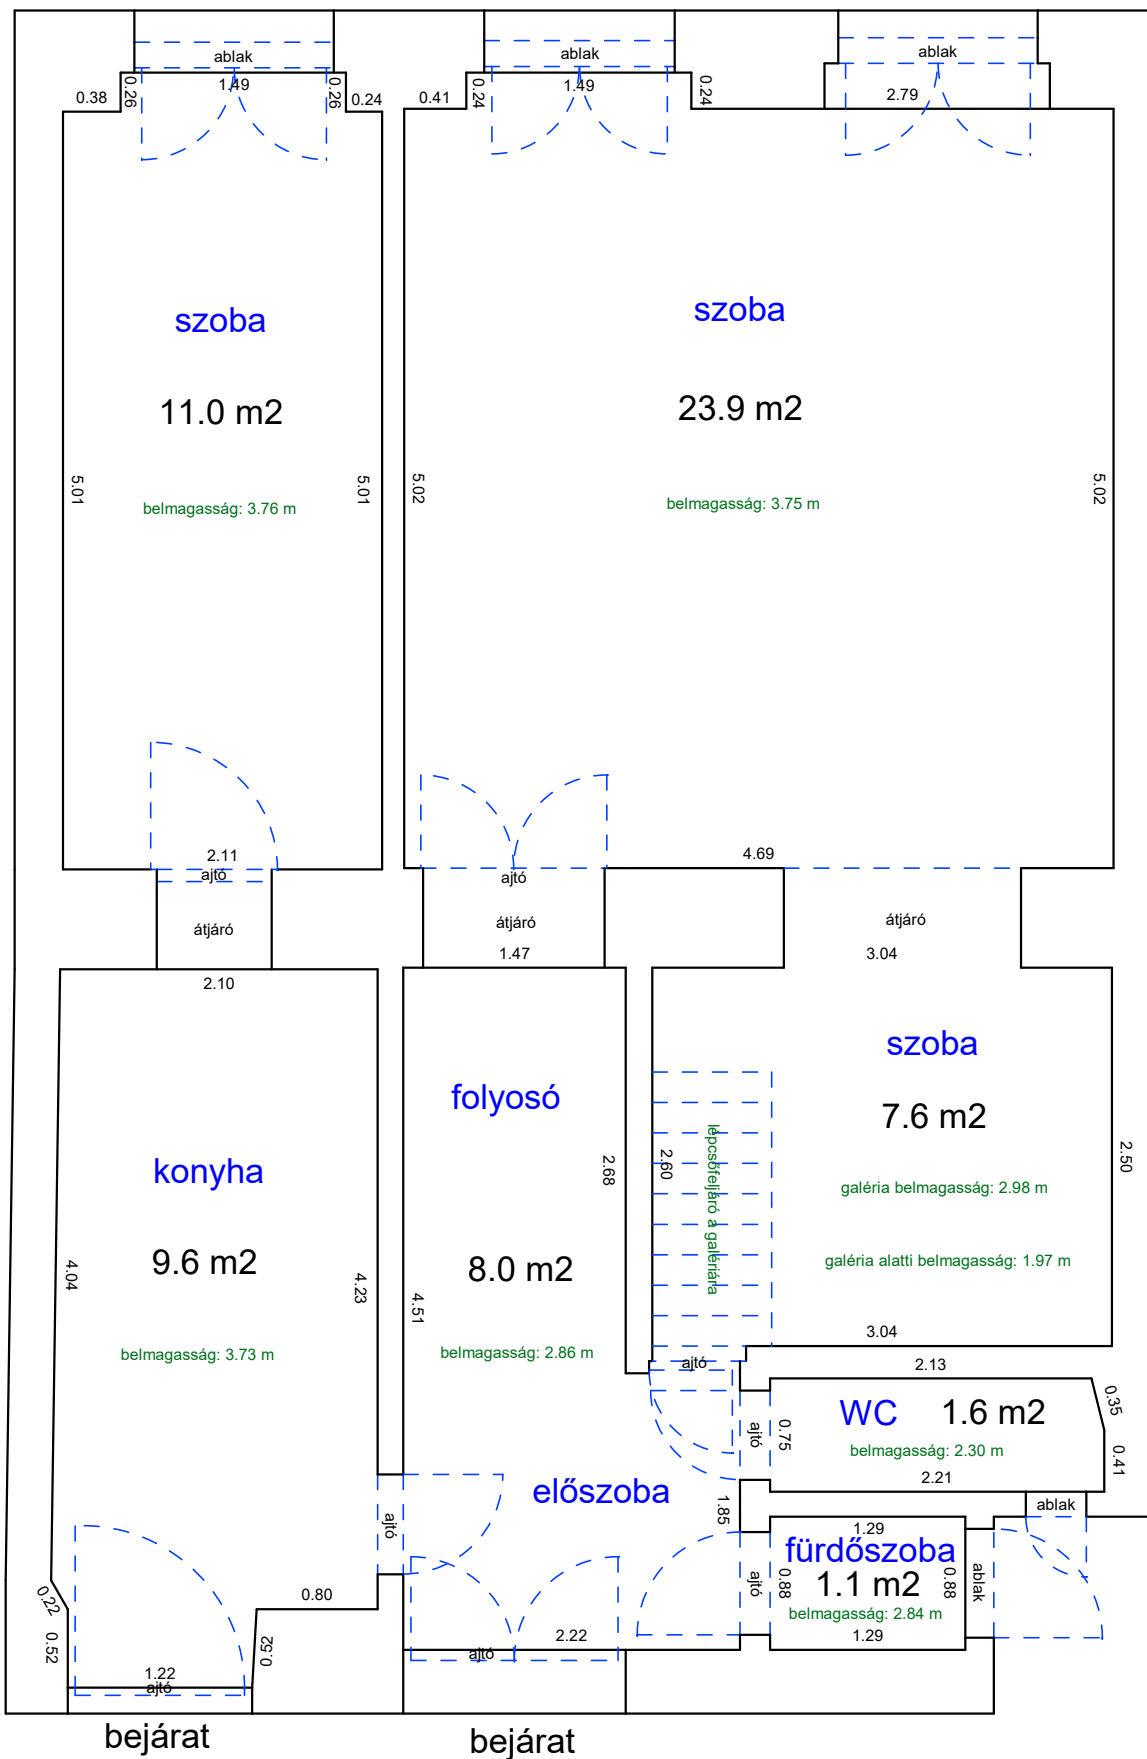 ablak
ablak
ablak
0.38
0.26
1.49
0.26
0.24
0.41
0.24
1.49
0.24
2.79
szoba
11.0 m2
belmagasság: 3.76 m
5.01
5.01
szoba
23.9 m2
belmagasság: 3.75 m
5.02
5.02
2.11
ajtó
átjáró
2.10
ajtó
átjáró
1.47
4.69
átjáró
3.04
konyha
9.6 m2
belmagasság: 3.73 m
4.04
4.23
0.22
0.52
0.80
0.52
1.22
ajtó
bejárat
folyosó
8.0 m2
belmagasság: 2.86 m
2.68
4.51
szoba
7.6 m2
galéria belmagasság: 2.98 m
galéria alatti belmagasság: 1.97 m
2.60
lépcsőfeljáró a galériára
2.50
3.04
ajtó
2.13
WC 1.6 m2
belmagasság: 2.30 m
ajtó
0.75
0.35
0.41
2.21
ablak
előszoba
1.85
ajtó
2.22
ajtó
1.29
fürdőszoba
1.1 m2
belmagasság: 2.84 m
1.29
ajtó
0.88
0.88
ablak
bejárat